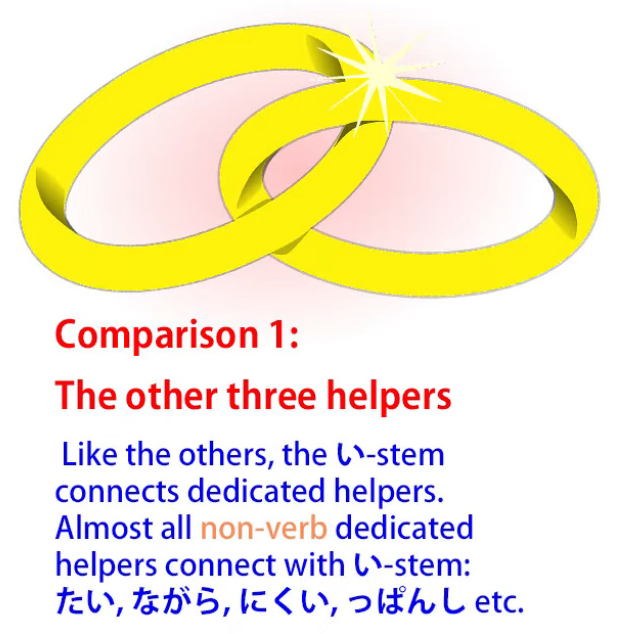 Comparison 1:
The other three helpers
Like the others, the い-stem
connects dedicated helpers.
Almost all non-verb dedicated
helpers connect with い-stem:
たい, ながら, にくい, っぱんし etc.